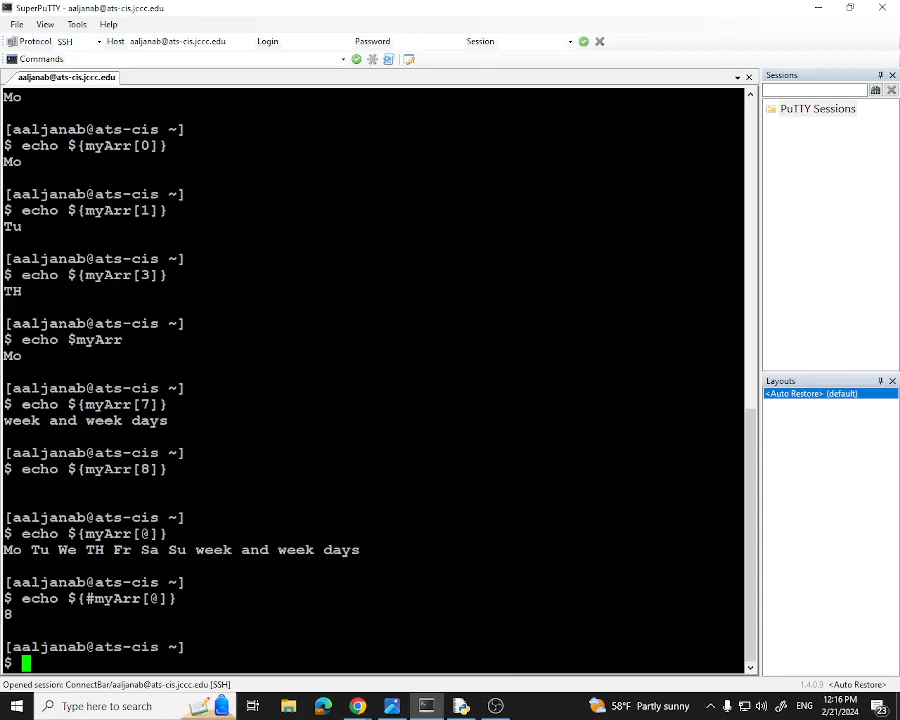 SuperPuTTY - aaljanab@ats-cis.jccc.edu
File View Tools Help
Protocol SSH Host aaljanab@ats-cis.jccc.edu Login Password Session
Commands
aaljanab@ats-cis.jccc.edu
Sessions
PuTTY Sessions
Mo
[aaljanab@ats-cis ~]
$ echo ${myArr[0]}
Mo
[aaljanab@ats-cis ~]
$ echo ${myArr[1]}
Tu
[aaljanab@ats-cis ~]
$ echo ${myArr[3]}
TH
[aaljanab@ats-cis ~]
$ echo $myArr
Mo
[aaljanab@ats-cis ~]
$ echo ${myArr[7]}
week and week days
[aaljanab@ats-cis ~]
$ echo ${myArr[8]}
[aaljanab@ats-cis ~]
$ echo ${myArr[@]}
Mo Tu We TH Fr Sa Su week and week days
[aaljanab@ats-cis ~]
$ echo ${#myArr[@]}
8
[aaljanab@ats-cis ~]
$
Layouts
<Auto Restore> (default)
Opened session: ConnectBar/aaljanab@ats-cis.jccc.edu [SSH]
1.4.0.9 <Auto Restore>
Type here to search
58°F Partly sunny
ENG
12:16 PM
2/21/2024
23